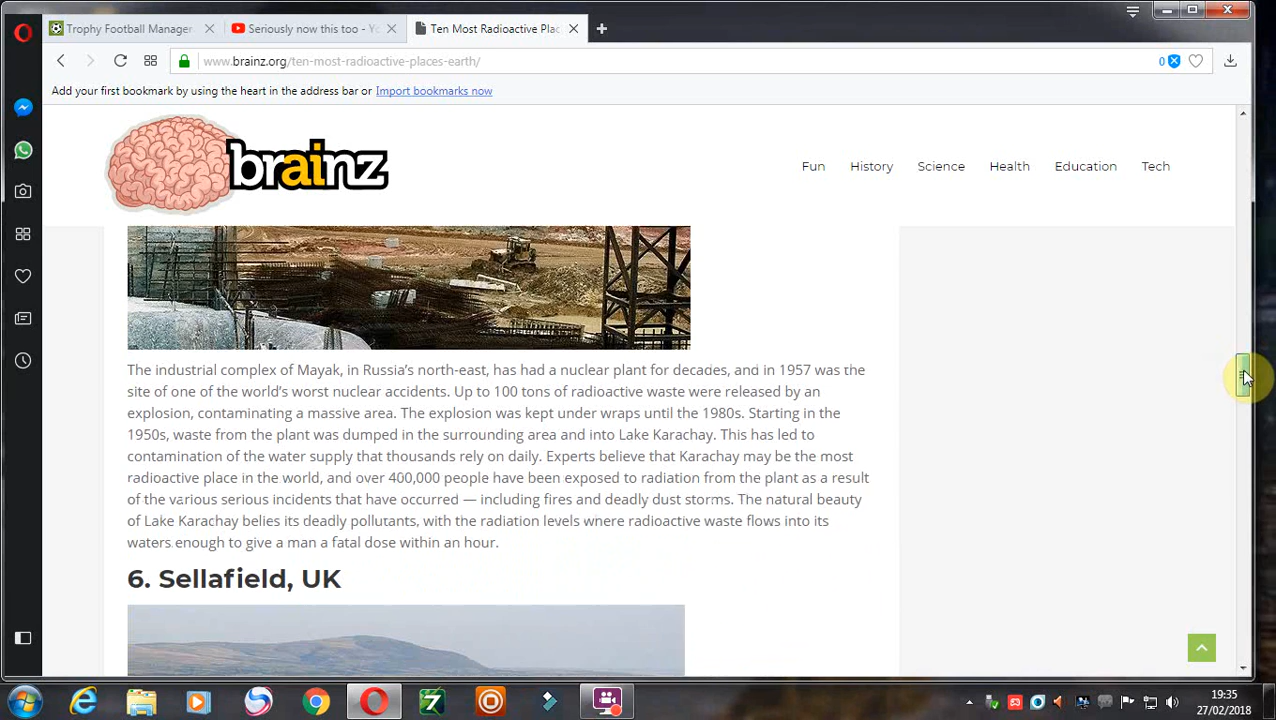 Trophy Football Manager
Seriously now this too - Yo
Ten Most Radioactive Plac
www.brainz.org/ten-most-radioactive-places-earth/
0
Add your first bookmark by using the heart in the address bar or Import bookmarks now
brainz
Fun History Science Health Education Tech
The industrial complex of Mayak, in Russia's north-east, has had a nuclear plant for decades, and in 1957 was the
site of one of the world's worst nuclear accidents. Up to 100 tons of radioactive waste were released by an
explosion, contaminating a massive area. The explosion was kept under wraps until the 1980s. Starting in the
1950s, waste from the plant was dumped in the surrounding area and into Lake Karachay. This has led to
contamination of the water supply that thousands rely on daily. Experts believe that Karachay may be the most
radioactive place in the world, and over 400,000 people have been exposed to radiation from the plant as a result
of the various serious incidents that have occurred — including fires and deadly dust storms. The natural beauty
of Lake Karachay belies its deadly pollutants, with the radiation levels where radioactive waste flows into its
waters enough to give a man a fatal dose within an hour.
6. Sellafield, UK
19:35
27/02/2018